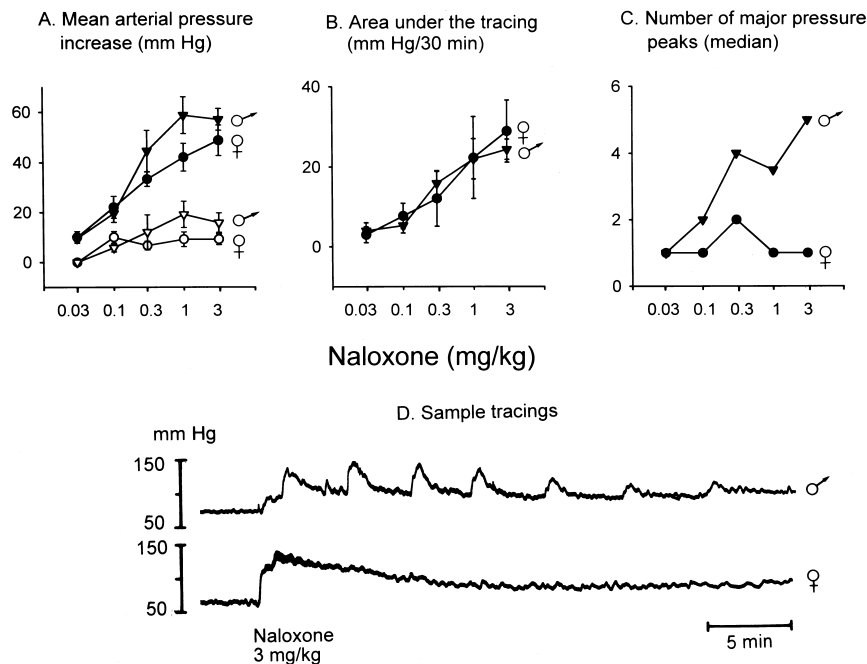 A. Mean arterial pressure
increase (mm Hg)
B. Area under the tracing
(mm Hg/30 min)
C. Number of major pressure
peaks (median)
60
40
20
0
0.03 0.1 0.3 1 3
40
20
0
0.03 0.1 0.3 1 3
6
4
2
0
0.03 0.1 0.3 1 3
Naloxone (mg/kg)
D. Sample tracings
mm Hg
150
50
150
50
Naloxone
3 mg/kg
5 min